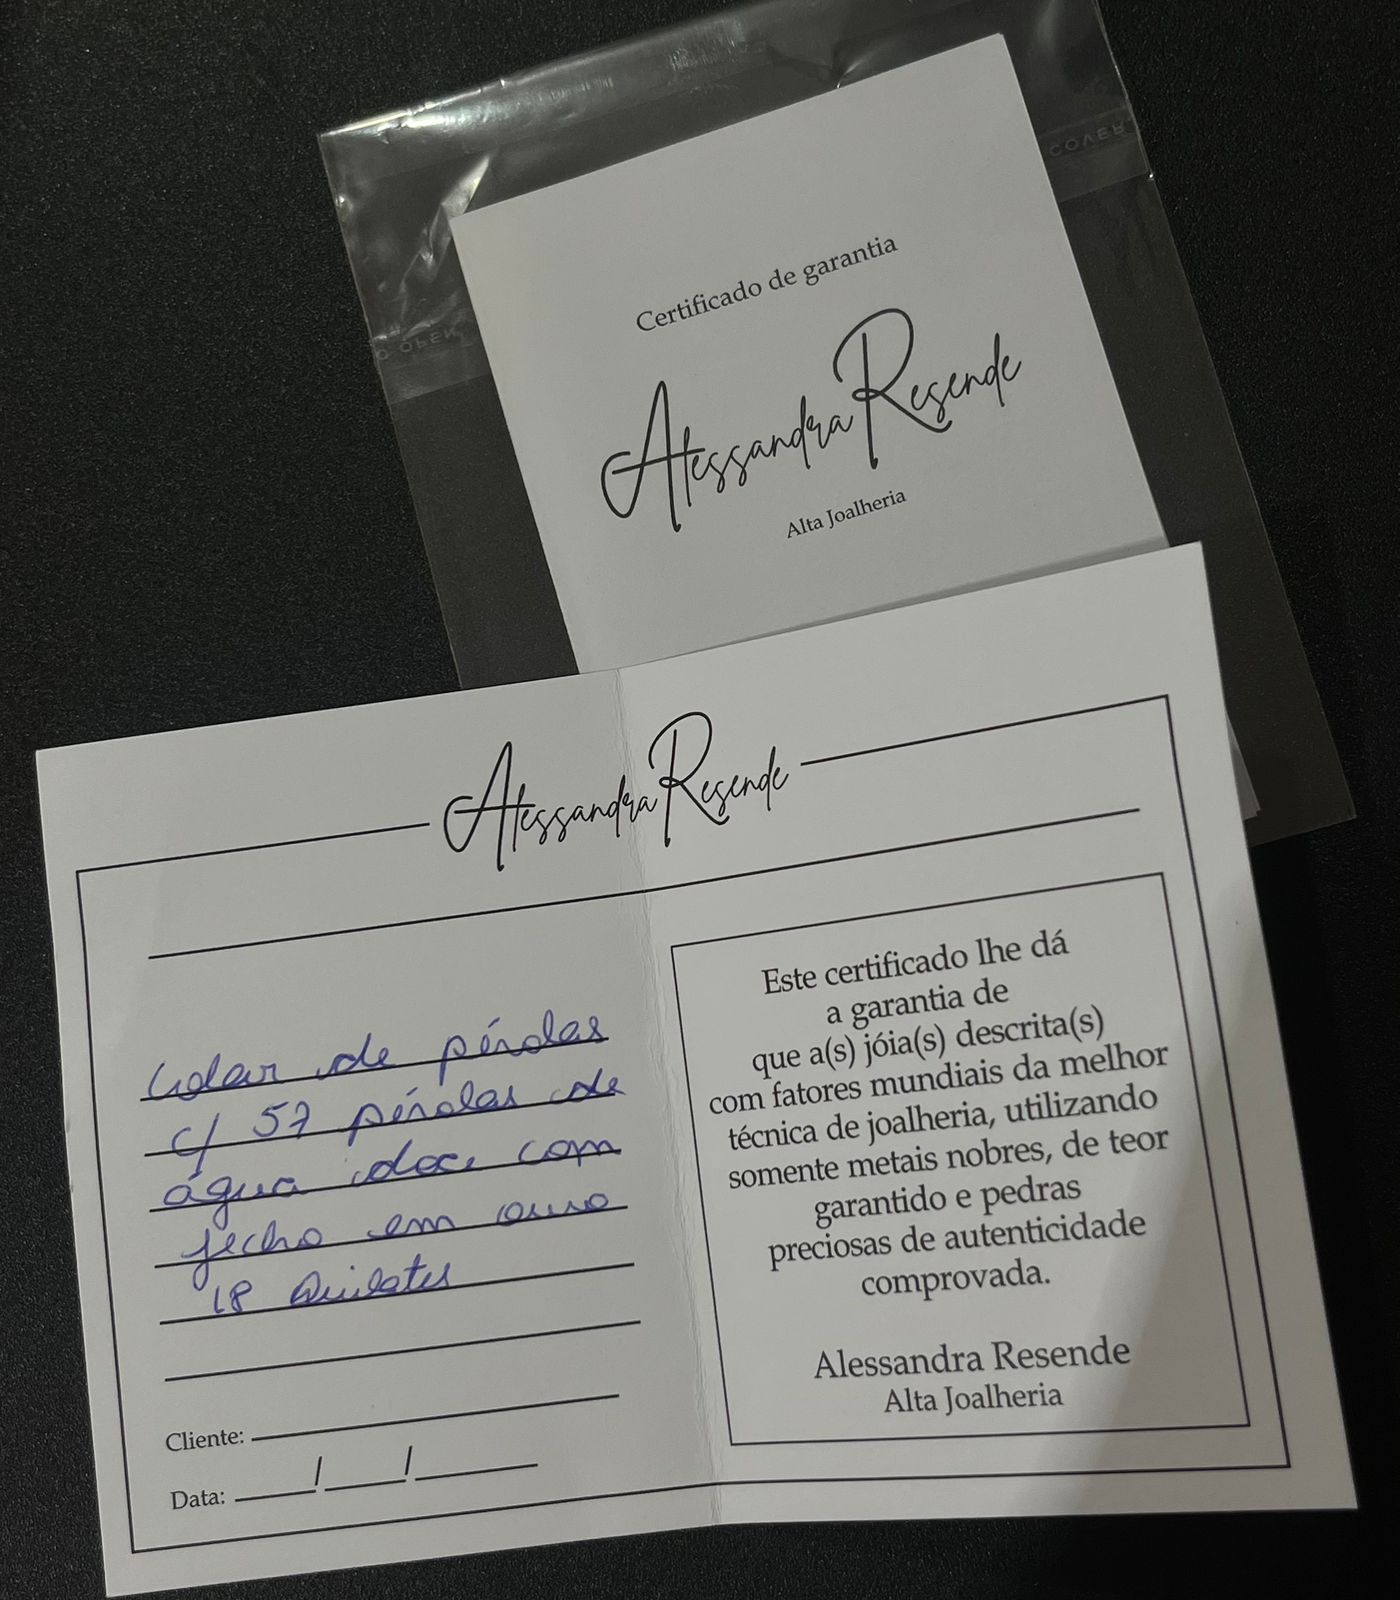 Certificado de garantia
Alessandra Resende
Alta Joalheria
Alessandra Resende
Colar de pérolas
c/ 57 pérolas de
água doce com
fecho em ouro
18 Quilates
Cliente:
Data: / /
Este certificado lhe dá
a garantia de
que a(s) jóia(s) descrita(s)
com fatores mundiais da melhor
técnica de joalheria, utilizando
somente metais nobres, de teor
garantido e pedras
preciosas de autenticidade
comprovada.
Alessandra Resende
Alta Joalheria